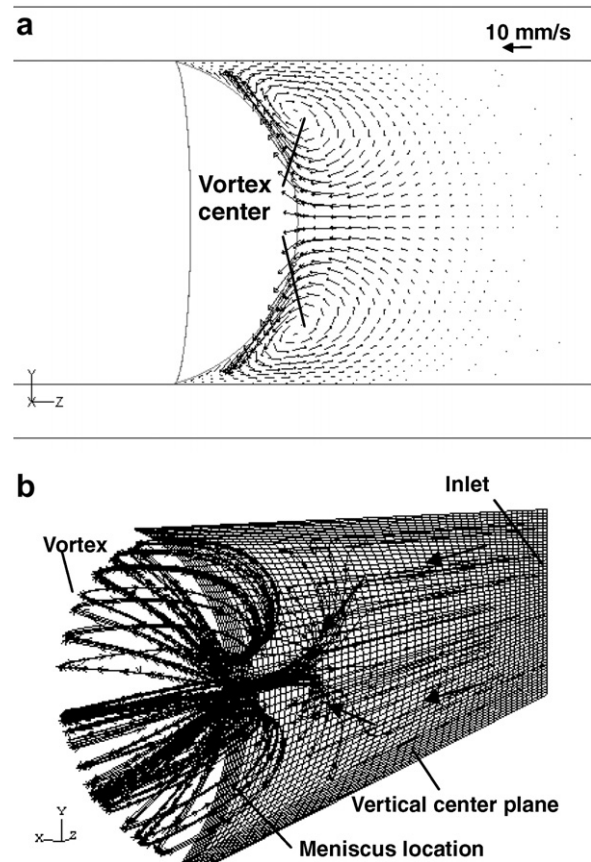 a
10 mm/s
Vortex
center
Y
X Z
b
Inlet
Vortex
Vertical center plane
Y
X Z
Meniscus location